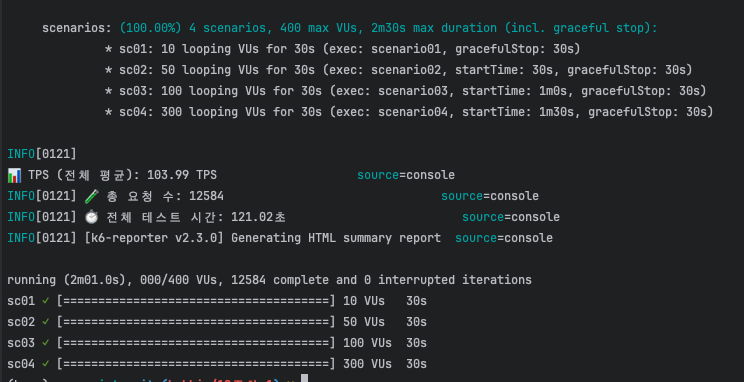 scenarios: (100.00%) 4 scenarios, 400 max VUs, 2m30s max duration (incl. graceful stop):
* sc01: 10 looping VUs for 30s (exec: scenario01, gracefulStop: 30s)
* sc02: 50 looping VUs for 30s (exec: scenario02, startTime: 30s, gracefulStop: 30s)
* sc03: 100 looping VUs for 30s (exec: scenario03, startTime: 1m0s, gracefulStop: 30s)
* sc04: 300 looping VUs for 30s (exec: scenario04, startTime: 1m30s, gracefulStop: 30s)
INFO[0121]
📊 TPS (전체 평균): 103.99 TPS source=console
INFO[0121] 🧪 총 요청 수: 12584 source=console
INFO[0121] ⏱ 전체 테스트 시간: 121.02초 source=console
INFO[0121] [k6-reporter v2.3.0] Generating HTML summary report source=console
running (2m01.0s), 000/400 VUs, 12584 complete and 0 interrupted iterations
sc01 ✓ [======================================] 10 VUs 30s
sc02 ✓ [======================================] 50 VUs 30s
sc03 ✓ [======================================] 100 VUs 30s
sc04 ✓ [======================================] 300 VUs 30s